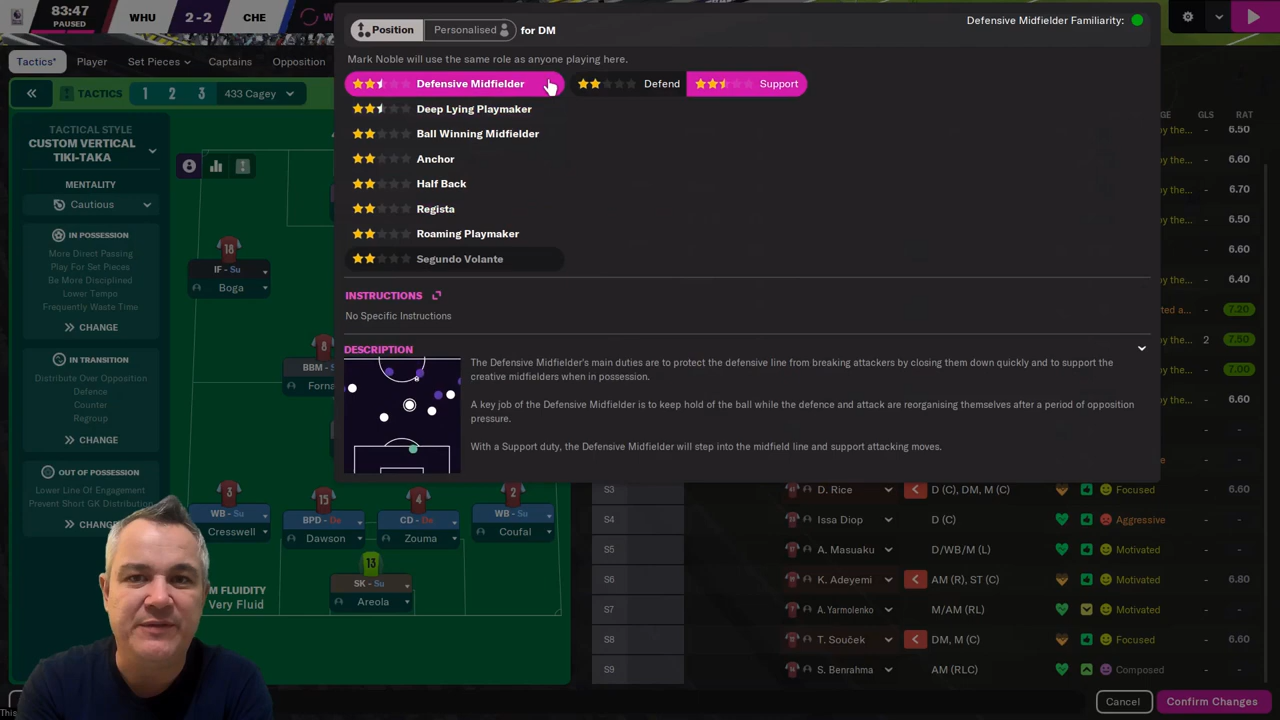 83:47
PAUSED
WHU
2 - 2
CHE
Position
Personalised
for DM
Defensive Midfielder Familiarity:
Mark Noble will use the same role as anyone playing here.
Defensive Midfielder
Defend
Support
Deep Lying Playmaker
Ball Winning Midfielder
Anchor
Half Back
Regista
Roaming Playmaker
Segundo Volante
INSTRUCTIONS
No Specific Instructions
DESCRIPTION
The Defensive Midfielder's main duties are to protect the defensive line from breaking attackers by closing them down quickly and to support the
creative midfielders when in possession.
A key job of the Defensive Midfielder is to keep hold of the ball while the defence and attack are reorganising themselves after a period of opposition
pressure.
With a Support duty, the Defensive Midfielder will step into the midfield line and support attacking moves.
Tactics*
Player
Set Pieces
Captains
Opposition
TACTICS
1
2
3
433 Cagey
TACTICAL STYLE
CUSTOM VERTICAL
TIKI-TAKA
MENTALITY
Cautious
IN POSSESSION
More Direct Passing
Play For Set Pieces
Be More Disciplined
Lower Tempo
Frequently Waste Time
CHANGE
IN TRANSITION
Distribute Over Opposition
Defence
Counter
Regroup
CHANGE
OUT OF POSSESSION
Lower Line Of Engagement
Prevent Short GK Distribution
18
IF - Su
Boga
8
BBM - S
Forna
3
WB - Su
Cresswell
15
BPD - De
Dawson
4
CD - De
Zouma
2
WB - Su
Coufal
13
SK - Su
Areola
Very Fluid
GLS
RAT
6.50
6.60
6.70
6.50
6.60
6.40
7.20
2
7.50
7.00
6.60
S3
D. Rice
D (C), DM, M (C)
Focused
- 6.60
S4
Issa Diop
D (C)
Aggressive
- -
S5
A. Masuaku
D/WB/M (L)
Motivated
- -
S6
K. Adeyemi
AM (R), ST (C)
Motivated
- 6.80
S7
A. Yarmolenko
M/AM (RL)
Motivated
- -
S8
T. Souček
DM, M (C)
Focused
- 6.60
S9
S. Benrahma
AM (RLC)
Composed
- -
Cancel
Confirm Changes